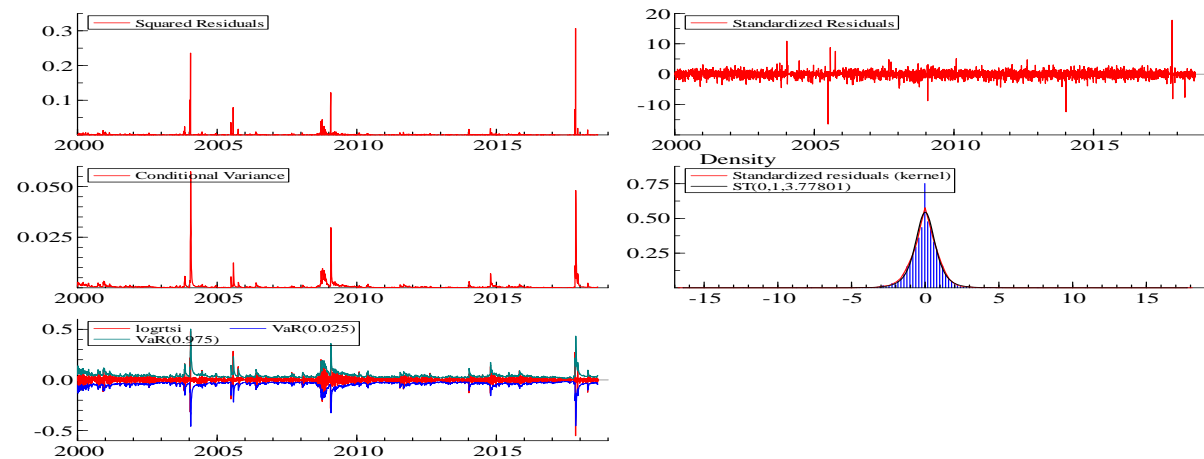 Squared Residuals
0.3
0.2
0.1
2000 2005 2010 2015
Standardized Residuals
20
10
0
-10
2000 2005 2010 2015
Conditional Variance
0.050
0.025
2000 2005 2010 2015
Density
Standardized residuals (kernel)
ST(0,1,3.77801)
0.75
0.50
0.25
-15 -10 -5 0 5 10 15
logrtsi VaR(0.025)
VaR(0.975)
0.5
0.0
-0.5
2000 2005 2010 2015